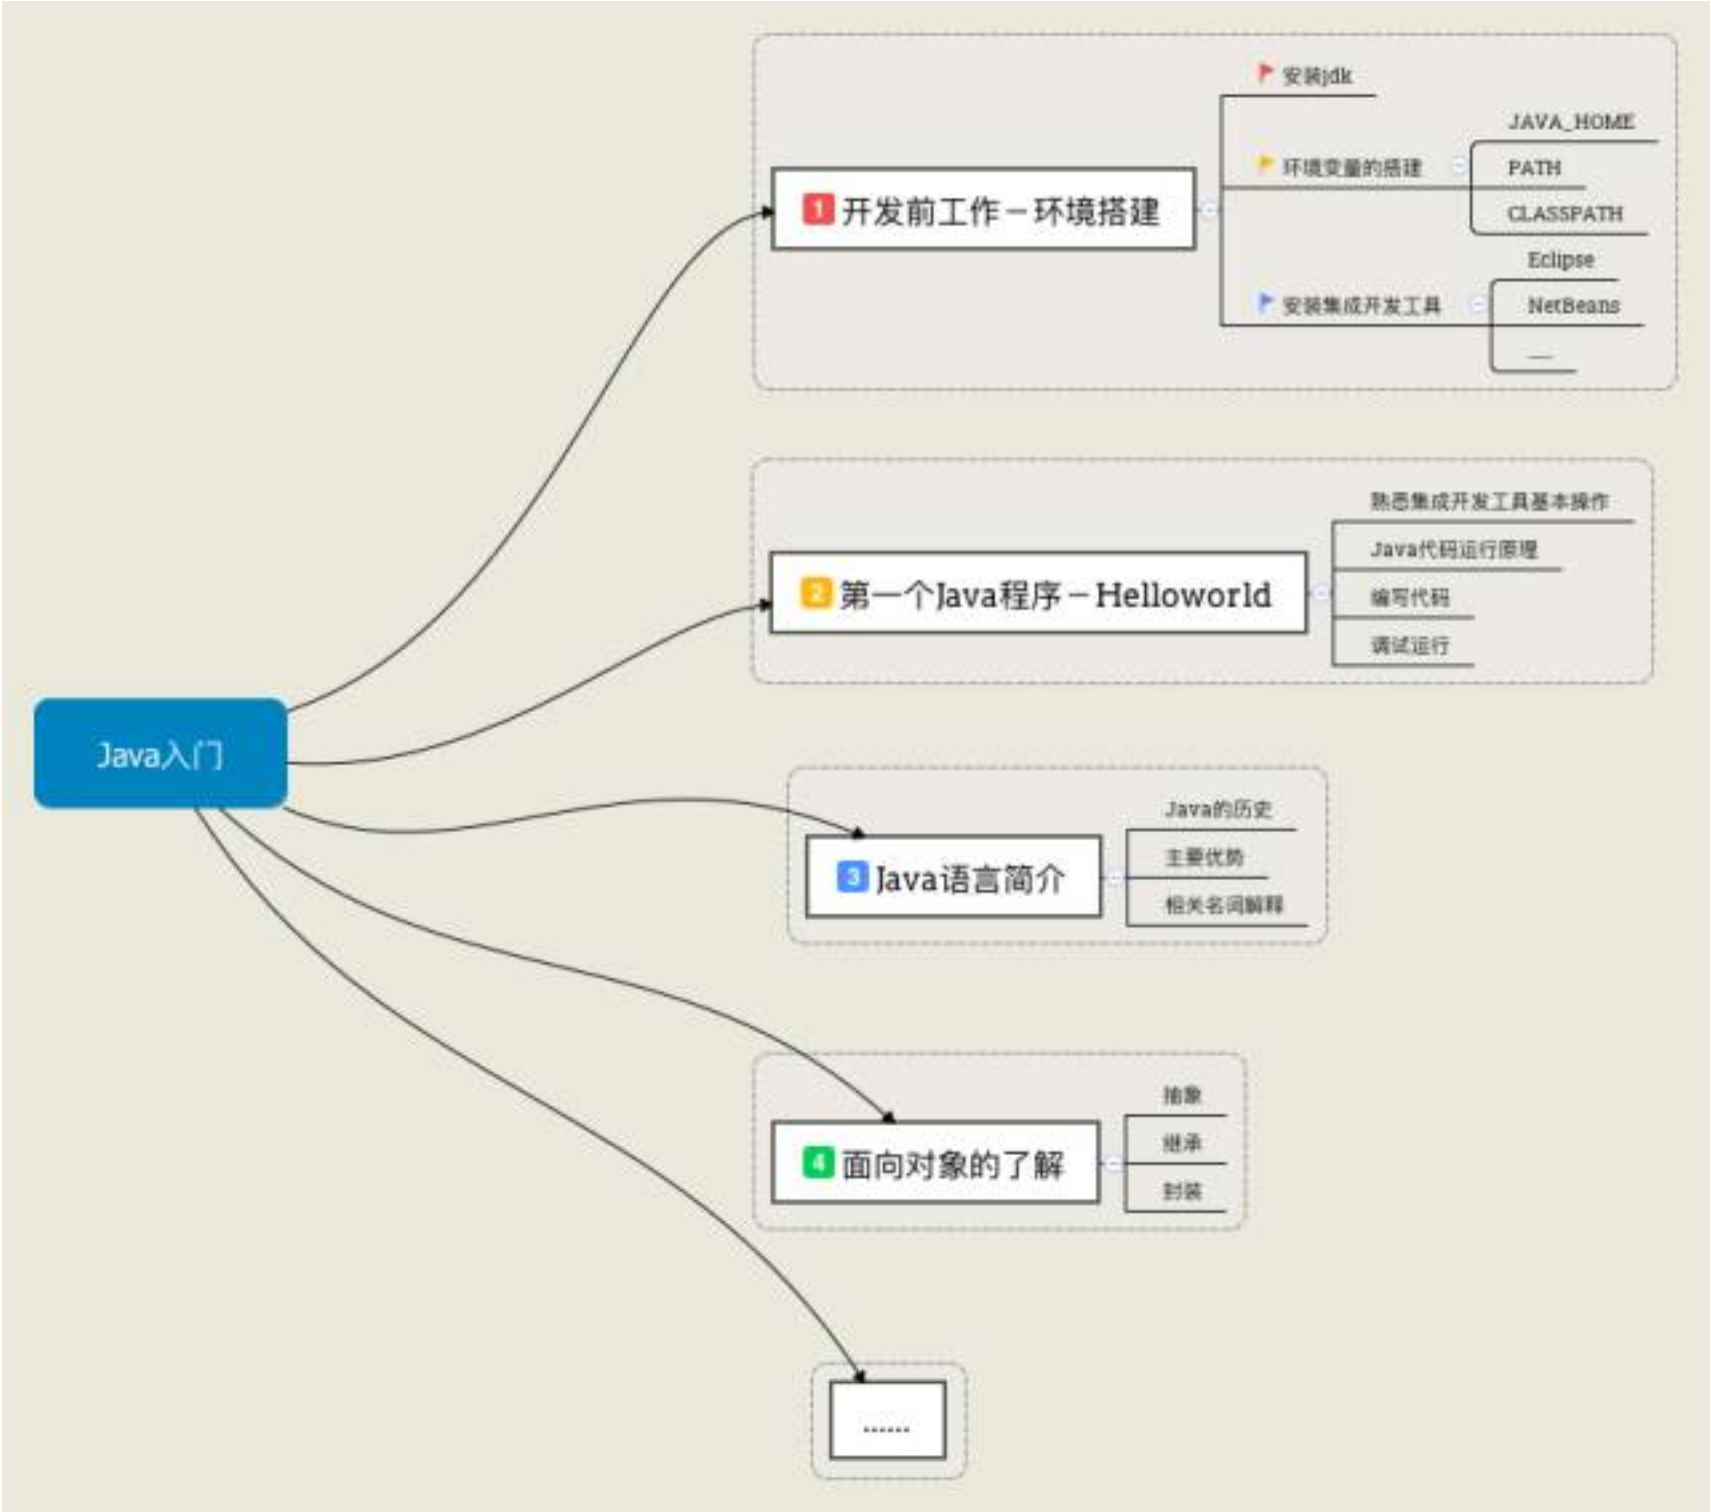 安装jdk
JAVA_HOME
环境变量的搭建
PATH
CLASSPATH
1 开发前工作－环境搭建
Eclipse
安装集成开发工具
NetBeans
......
熟悉集成开发工具基本操作
Java代码运行原理
2 第一个Java程序－Helloworld
编写代码
调试运行
Java入门
Java的历史
主要优势
3 Java语言简介
相关名词解释
抽象
继承
4 面向对象的了解
封装
......